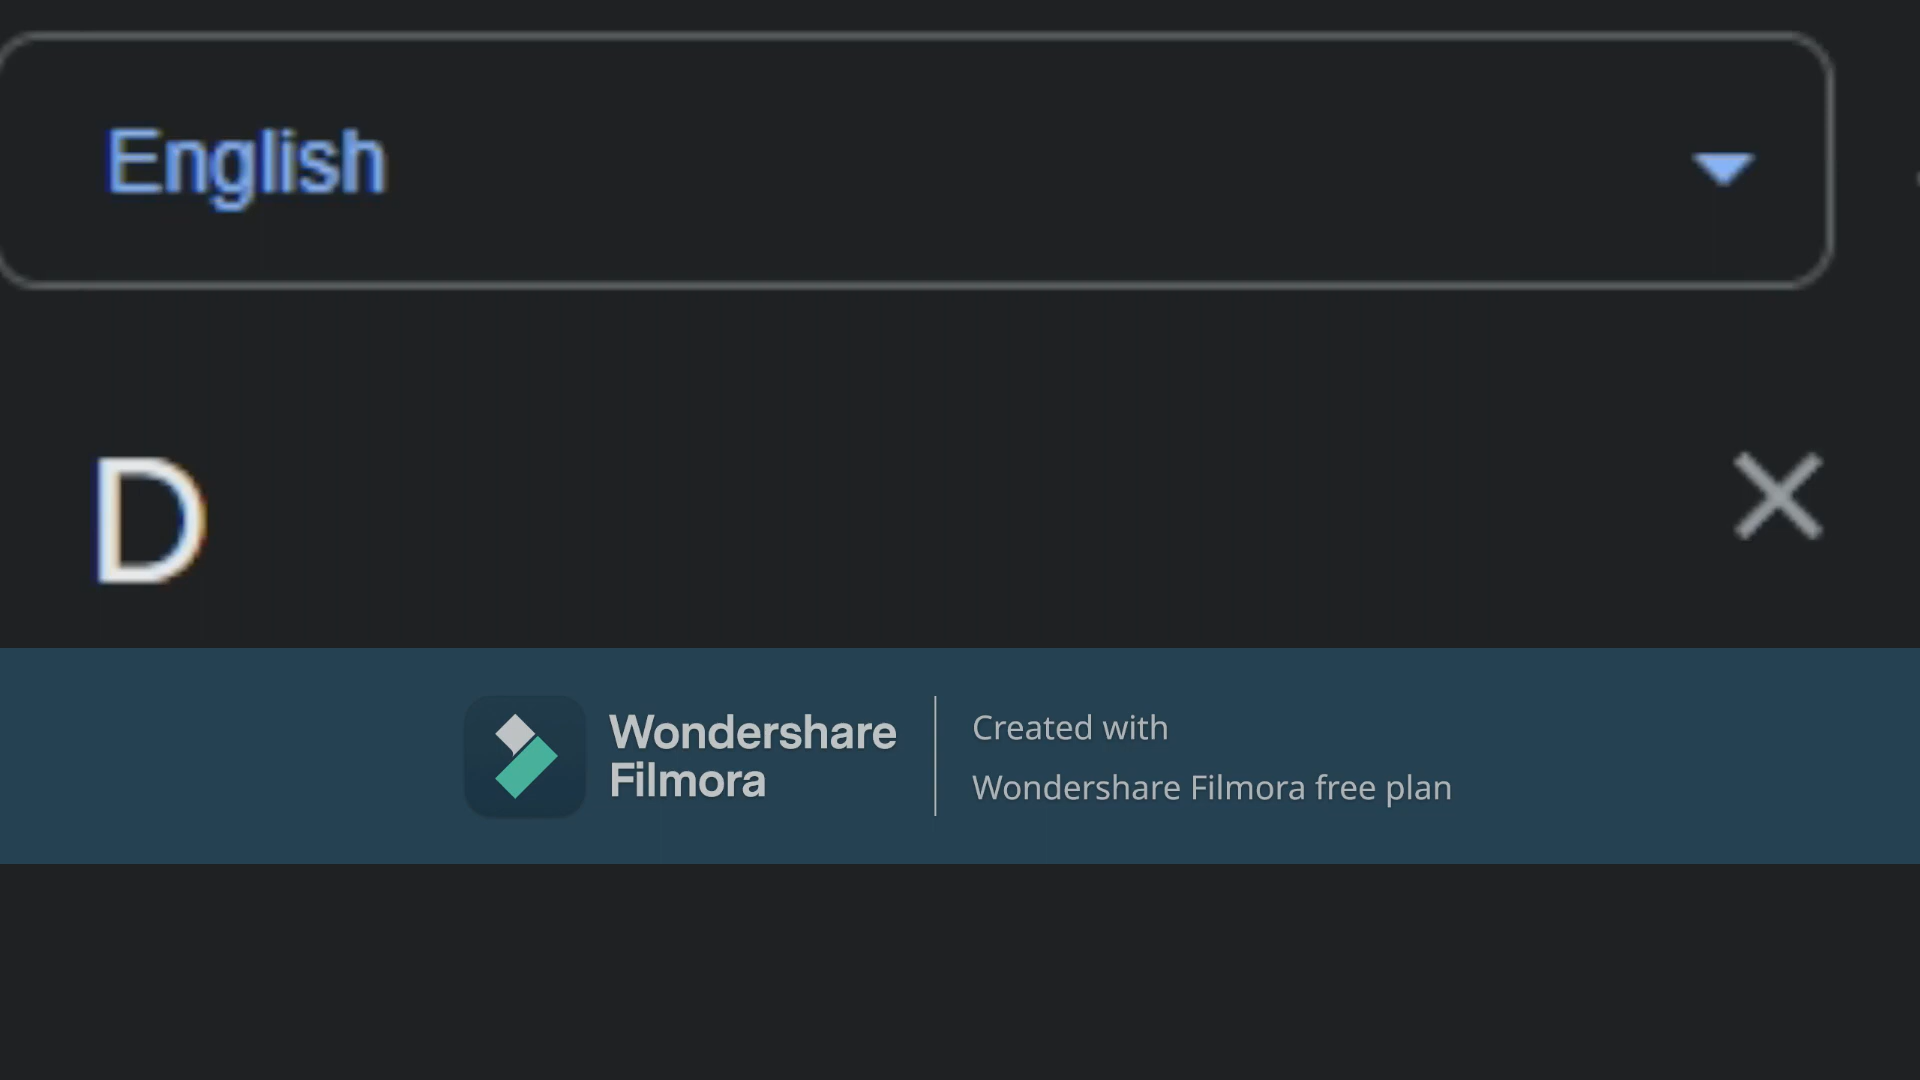 English
D
Wondershare
Filmora
Created with
Wondershare Filmora free plan